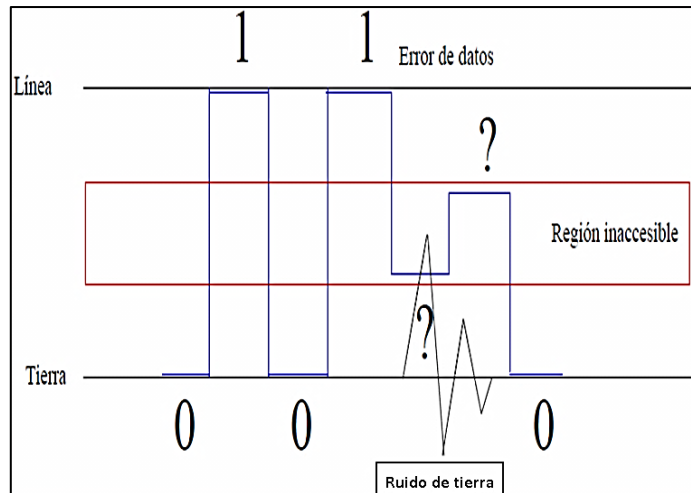 1 1
Error de datos
Línea
?
Región inaccesible
?
Tierra
0 0 0
Ruido de tierra